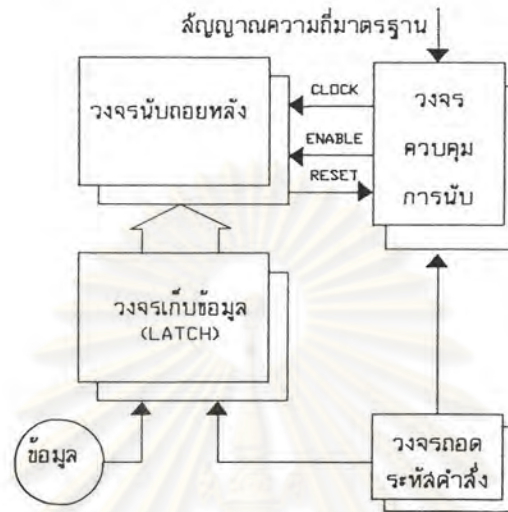 สัญญาณความถี่มาตรฐาน
วงจรนับถอยหลัง
CLOCK
ENABLE
RESET
วงจร
ควบคุม
การนับ
วงจรเก็บข้อมูล
(LATCH)
ข้อมูล
วงจรถอด
ระหัสคำสั่ง